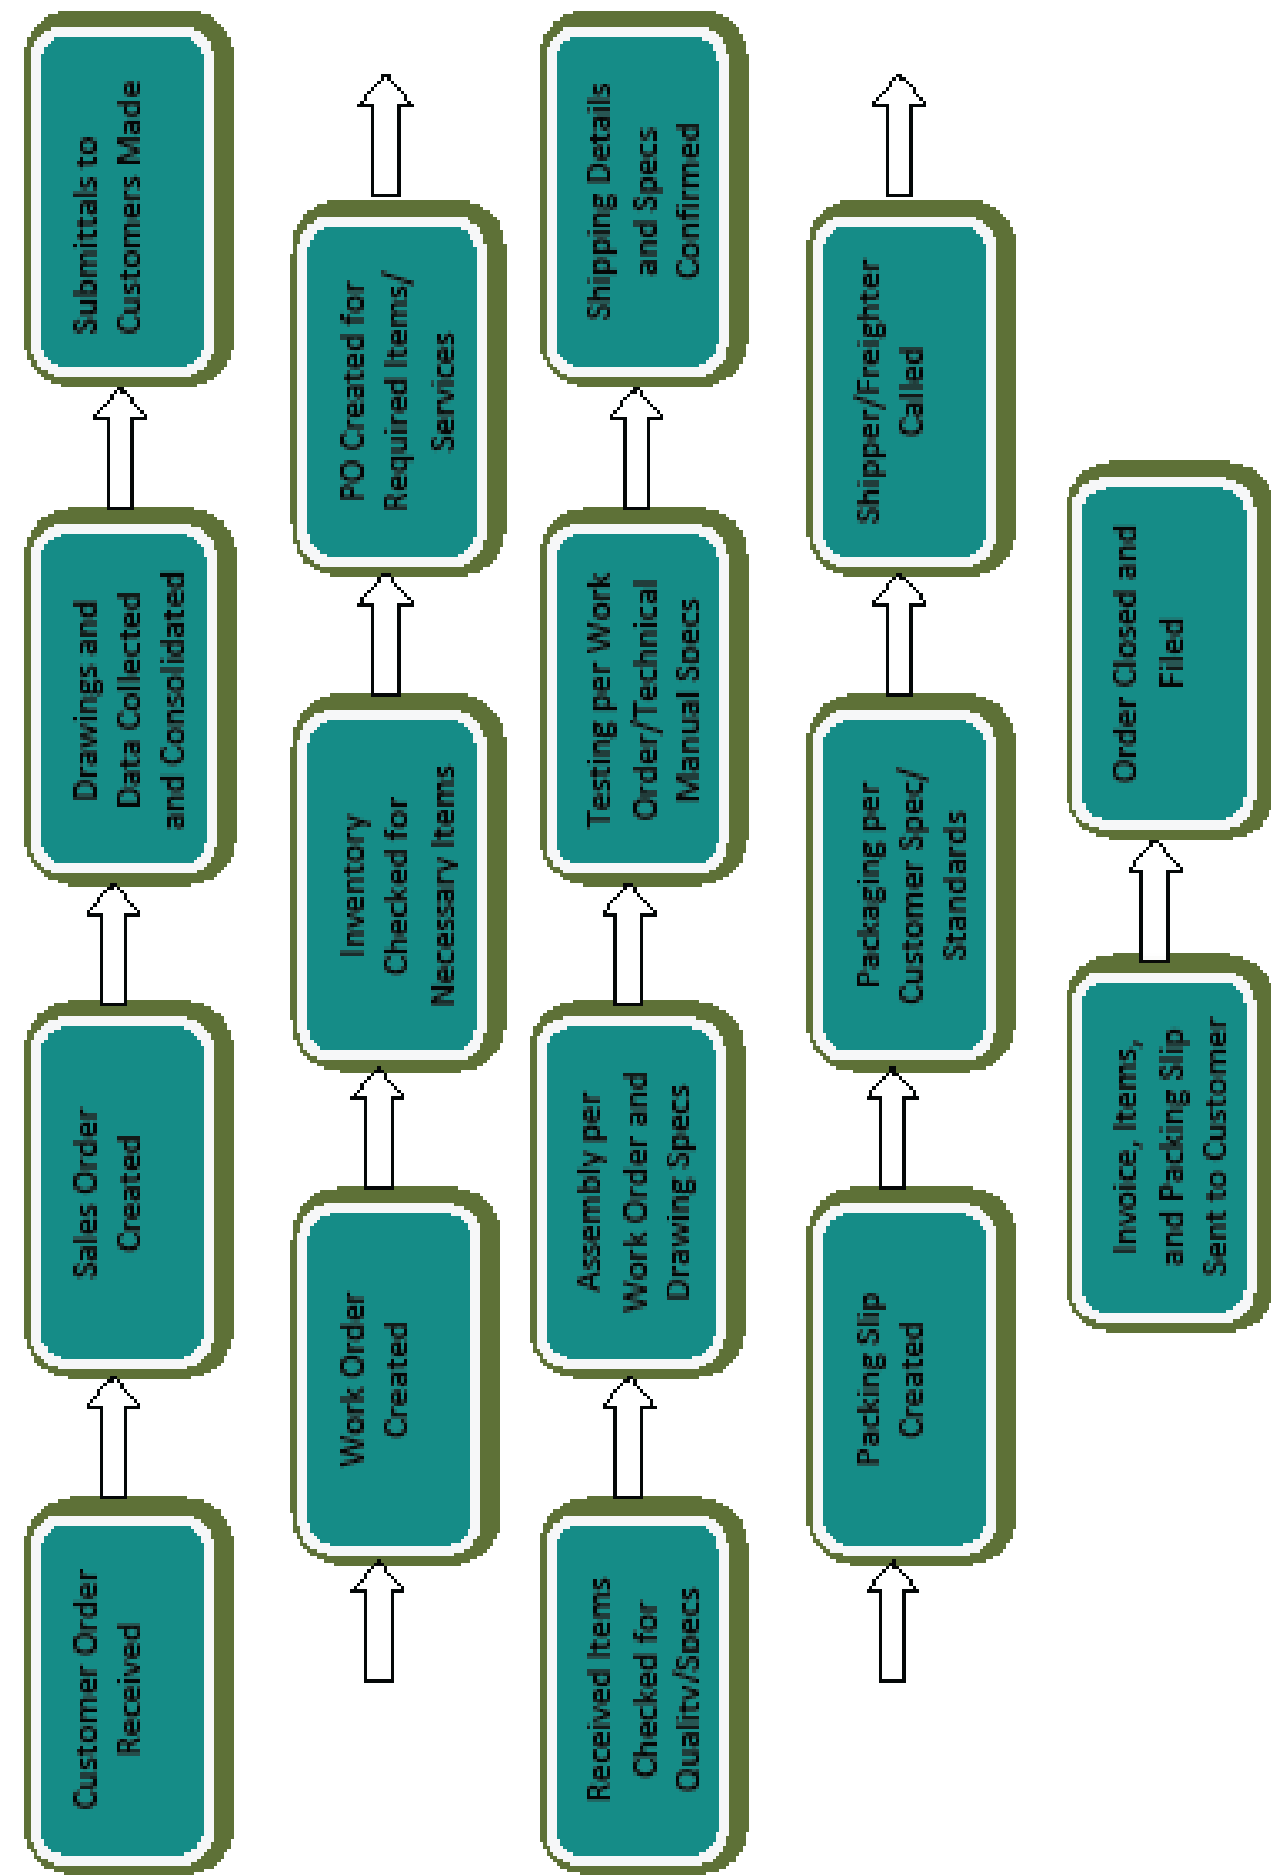 Customer Order
Received
Sales Order
Created
Drawings and
Data Collected
and Consolidated
Submittals to
Customers Made
Work Order
Created
Inventory
Checked for
Necessary Items
PO Created for
Required Items/
Services
Received Items
Checked for
Quality/Specs
Assembly per
Work Order and
Drawing Specs
Testing per Work
Order/Technical
Manual Specs
Shipping Details
and Specs
Confirmed
Packing Slip
Created
Packaging per
Customer Spec/
Standards
Shipper/Freighter
Called
Invoice, Items,
and Packing Slip
Sent to Customer
Order Closed and
Filed